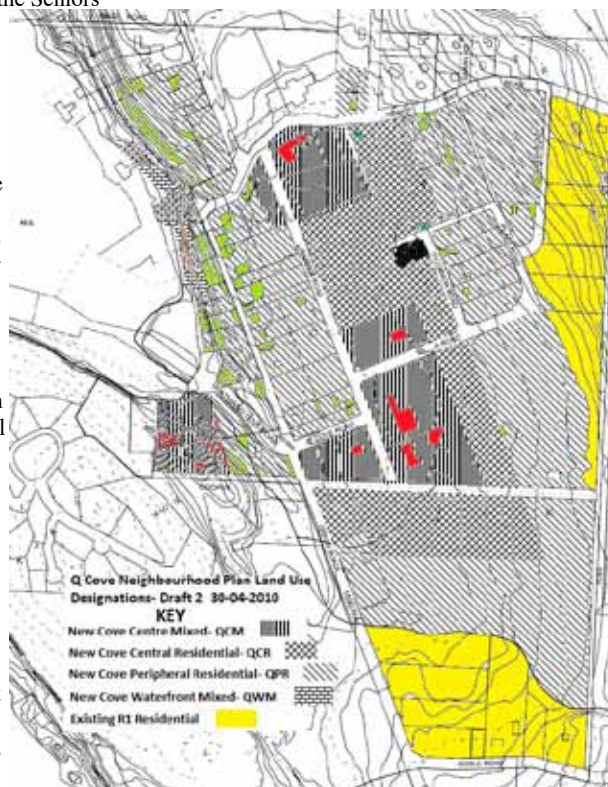 the Seniors
Q Cove Neighbourhood Plan Land Use
Designations- Draft 2 30-04-2010
KEY
New Cove Centre Mixed- QCM
New Cove Central Residential- QCR
New Cove Peripheral Residential- QPR
New Cove Waterfront Mixed- QWM
Existing R1 Residential